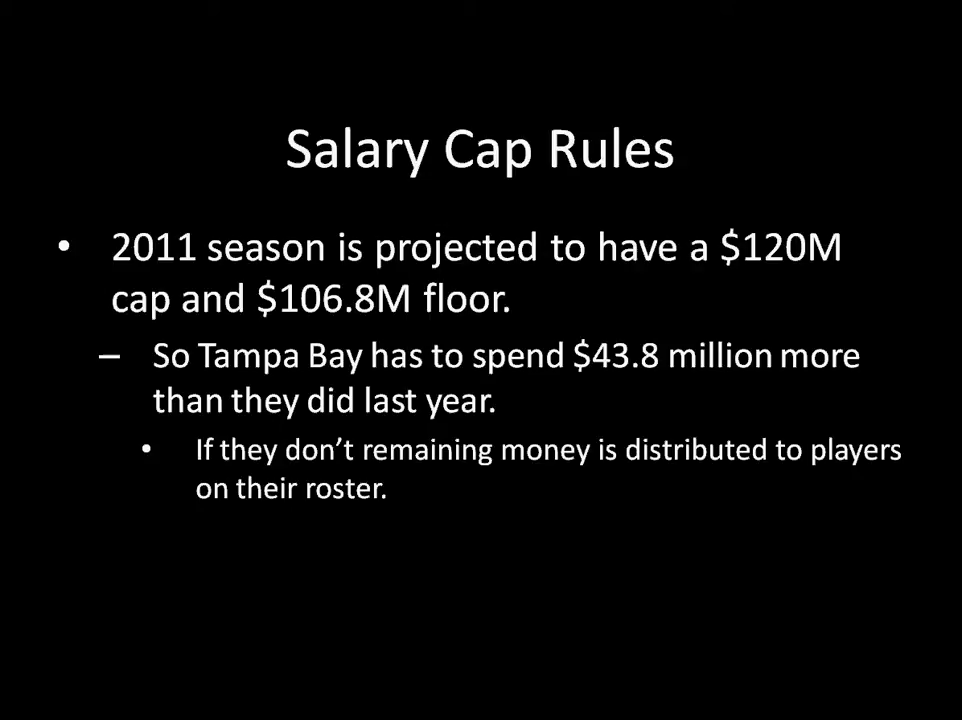 Salary Cap Rules
• 2011 season is projected to have a $120M
cap and $106.8M floor.
– So Tampa Bay has to spend $43.8 million more
than they did last year.
• If they don’t remaining money is distributed to players
on their roster.